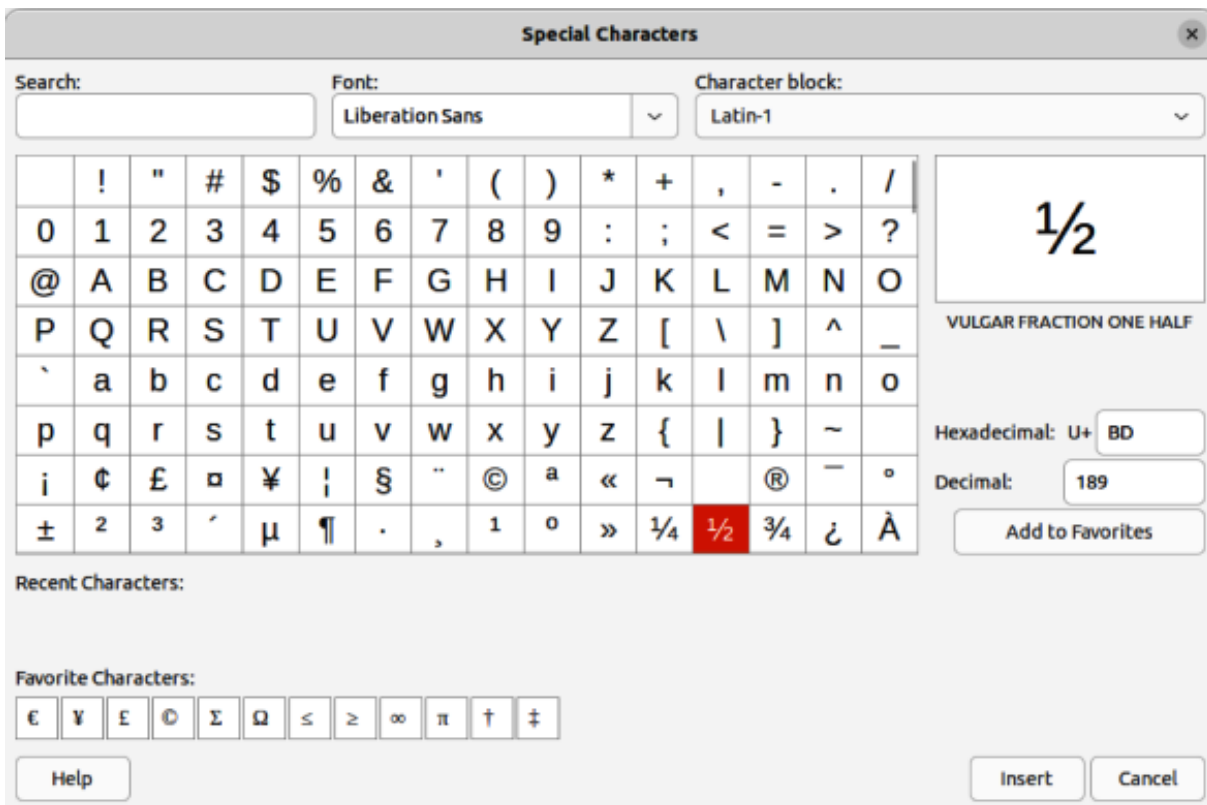 Special Characters
Search: Font: Character block:
Liberation Sans Latin-1
! " # $ % & ' ( ) * + , - . /
0 1 2 3 4 5 6 7 8 9 : ; < = > ?
@ A B C D E F G H I J K L M N O
P Q R S T U V W X Y Z [ \ ] ^ _
` a b c d e f g h i j k l m n o
p q r s t u v w x y z { | } ~
¡ ¢ £ ¤ ¥ ¦ § ¨ © ª « ¬ ® ¯ °
± ² ³ ´ µ ¶ · ¸ ¹ º » ¼ ½ ¾ ¿ À
½
VULGAR FRACTION ONE HALF
Hexadecimal: U+ BD
Decimal: 189
Add to Favorites
Recent Characters:
Favorite Characters:
€ ¥ £ © Σ Ω ≤ ≥ ∞ π † ‡
Help Insert Cancel